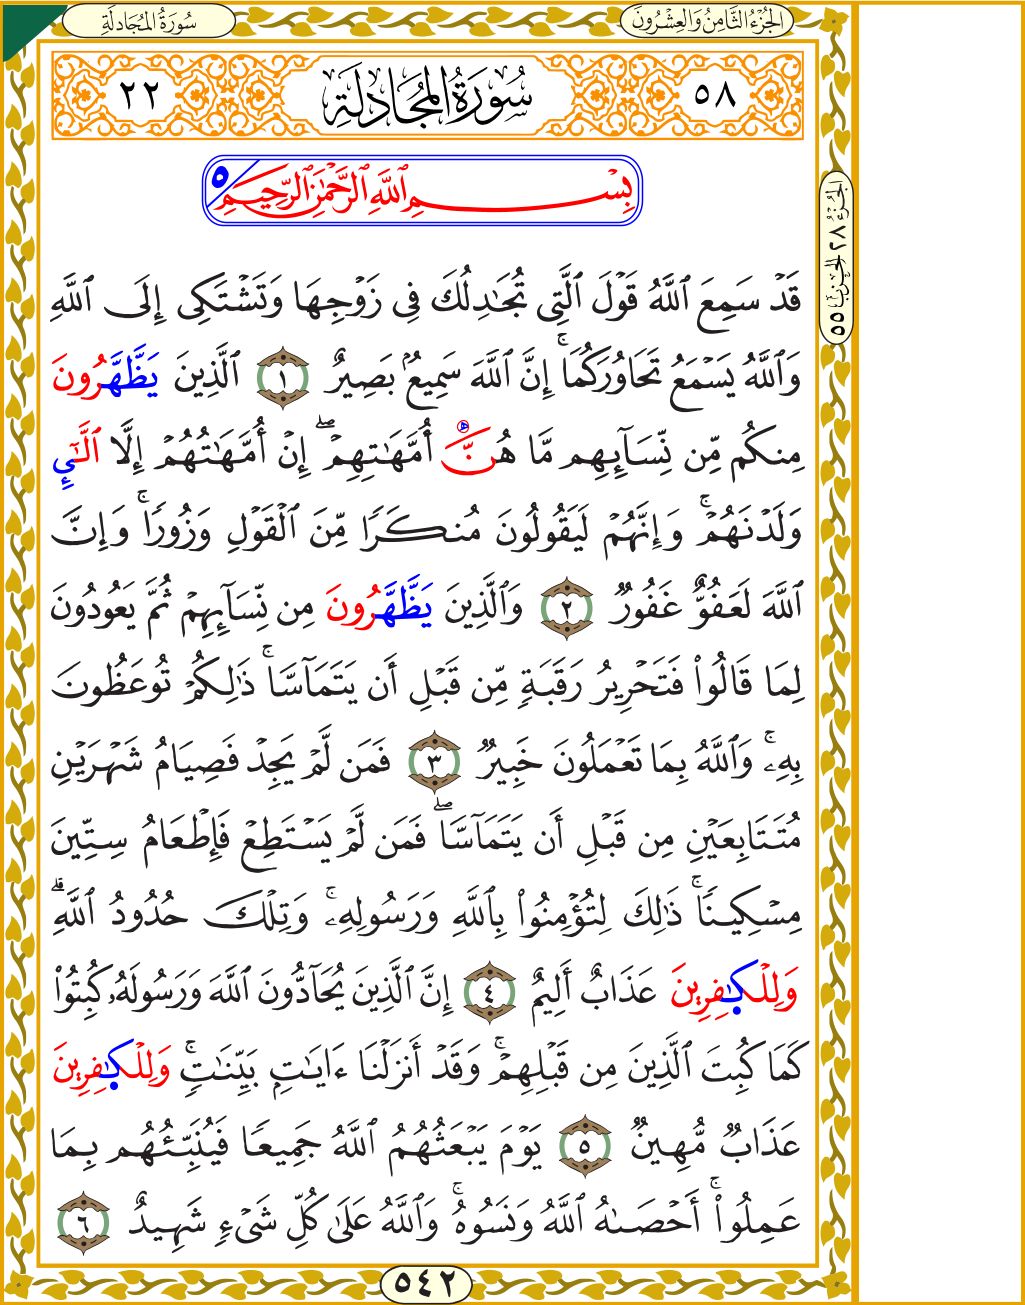 سُورَةُ المُجَادلَةِ
الجُزْءُ الثَّامِنُ وَالعِشْرُونَ
٥٨
سُورَةُ المُجَادلَةِ
٢٢
بِسْمِ ٱللَّهِ ٱلرَّحْمَٰنِ ٱلرَّحِيمِ ٥
الجُزْءُ ٢٨ الحِزبُ ٥٥
قَدْ سَمِعَ ٱللَّهُ قَوْلَ ٱلَّتِى تُجَٰدِلُكَ فِى زَوْجِهَا وَتَشْتَكِى إِلَى ٱللَّهِ
وَٱللَّهُ يَسْمَعُ تَحَاوُرَكُمَا ۚ إِنَّ ٱللَّهَ سَمِيعٌۢ بَصِيرٌ ١ ٱلَّذِينَ يَظَّهَّرُونَ
مِنكُم مِّن نِّسَآئِهِم مَّا هُنَّ أُمَّهَٰتِهِمْ ۖ إِنْ أُمَّهَٰتُهُمْ إِلَّا ٱلَّٰٓـِٔى
وَلَدْنَهُمْ ۚ وَإِنَّهُمْ لَيَقُولُونَ مُنكَرًا مِّنَ ٱلْقَوْلِ وَزُورًا ۚ وَإِنَّ
ٱللَّهَ لَعَفُوٌّ غَفُورٌ ٢ وَٱلَّذِينَ يَظَّهَّرُونَ مِن نِّسَآئِهِمْ ثُمَّ يَعُودُونَ
لِمَا قَالُوا۟ فَتَحْرِيرُ رَقَبَةٍ مِّن قَبْلِ أَن يَتَمَآسَّا ۚ ذَٰلِكُمْ تُوعَظُونَ
بِهِۦ ۚ وَٱللَّهُ بِمَا تَعْمَلُونَ خَبِيرٌ ٣ فَمَن لَّمْ يَجِدْ فَصِيَامُ شَهْرَيْنِ
مُتَتَابِعَيْنِ مِن قَبْلِ أَن يَتَمَآسَّا ۖ فَمَن لَّمْ يَسْتَطِعْ فَإِطْعَامُ سِتِّينَ
مِسْكِينًا ۚ ذَٰلِكَ لِتُؤْمِنُوا۟ بِٱللَّهِ وَرَسُولِهِۦ ۚ وَتِلْكَ حُدُودُ ٱللَّهِ ۗ
وَلِلْكَٰفِرِينَ عَذَابٌ أَلِيمٌ ٤ إِنَّ ٱلَّذِينَ يُحَآدُّونَ ٱللَّهَ وَرَسُولَهُۥ كُبِتُوا۟
كَمَا كُبِتَ ٱلَّذِينَ مِن قَبْلِهِمْ ۚ وَقَدْ أَنزَلْنَآ ءَايَٰتٍۭ بَيِّنَٰتٍ ۚ وَلِلْكَٰفِرِينَ
عَذَابٌ مُّهِينٌ ٥ يَوْمَ يَبْعَثُهُمُ ٱللَّهُ جَمِيعًا فَيُنَبِّئُهُم بِمَا
عَمِلُوٓا۟ ۚ أَحْصَىٰهُ ٱللَّهُ وَنَسُوهُ ۚ وَٱللَّهُ عَلَىٰ كُلِّ شَىْءٍ شَهِيدٌ ٦
٥٤٢